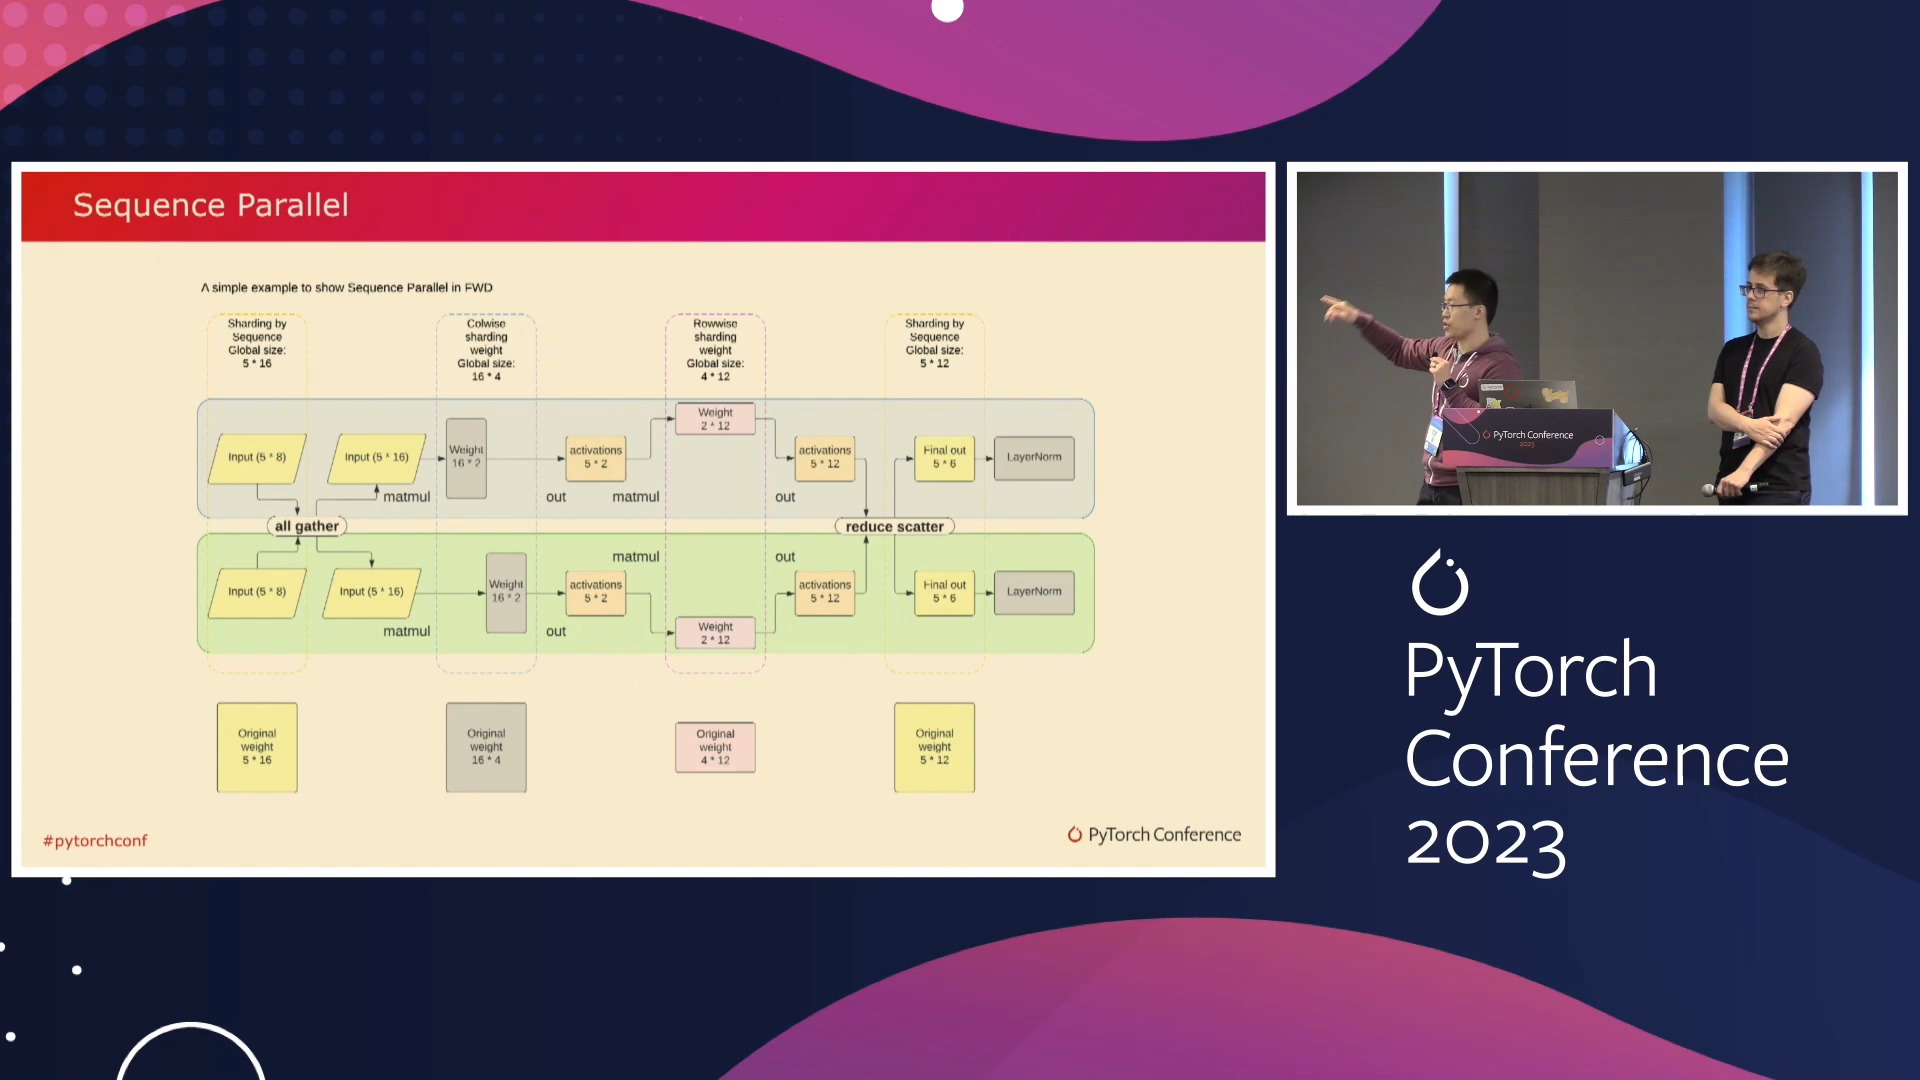 Sequence Parallel
A simple example to show Sequence Parallel in FWD
Sharding by
Sequence
Global size:
5 * 16
Colwise
sharding
weight
Global size:
16 * 4
Rowwise
sharding
weight
Global size:
4 * 12
Sharding by
Sequence
Global size:
5 * 12
Input (5 * 8)
Input (5 * 16)
matmul
Weight
16 * 2
out
activations
5 * 2
matmul
Weight
2 * 12
out
activations
5 * 12
Final out
5 * 6
LayerNorm
all gather
reduce scatter
Input (5 * 8)
Input (5 * 16)
matmul
Weight
16 * 2
out
activations
5 * 2
matmul
Weight
2 * 12
out
activations
5 * 12
Final out
5 * 6
LayerNorm
Original
weight
5 * 16
Original
weight
16 * 4
Original
weight
4 * 12
Original
weight
5 * 12
#pytorchconf
PyTorch Conference
PyTorch Conference
2023
PyTorch
Conference
2023